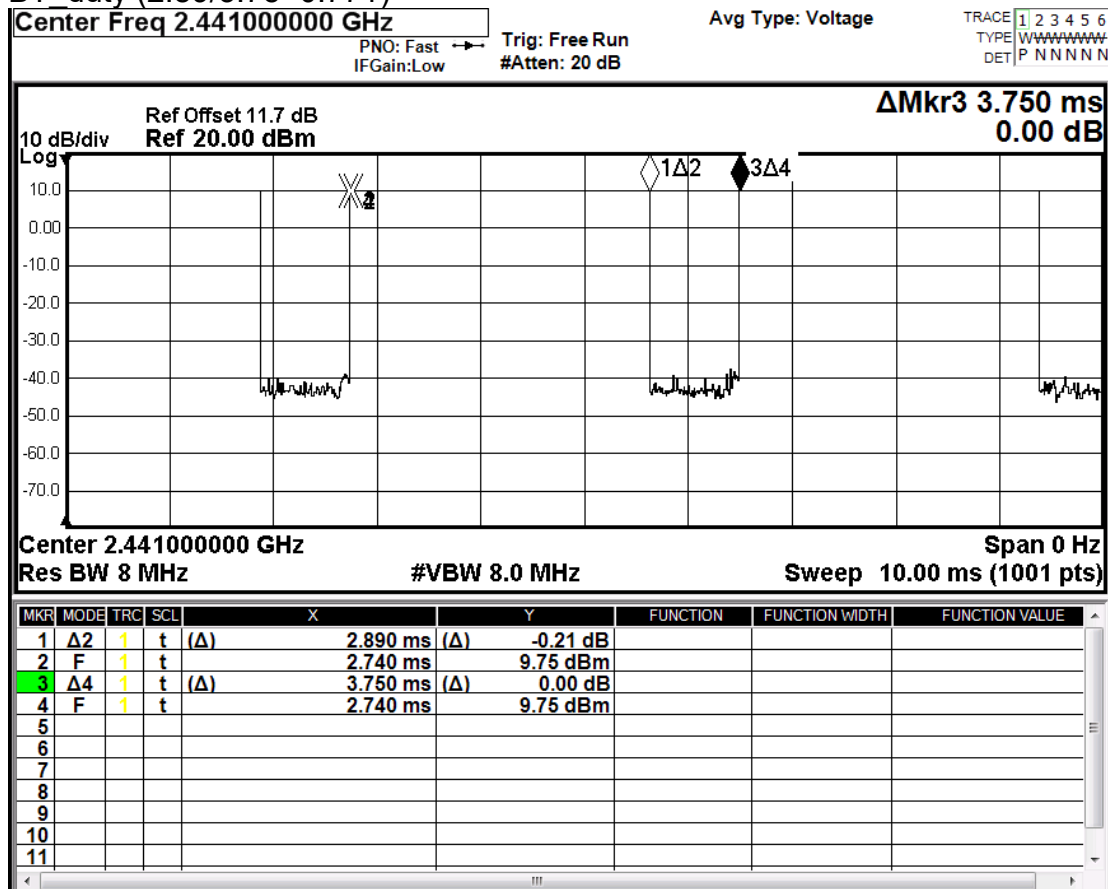 Center Freq 2.441000000 GHz
PNO: Fast
IFGain:Low
Trig: Free Run
#Atten: 20 dB
Avg Type: Voltage
TRACE 1 2 3 4 5 6
TYPE WWWWWWW
DET P N N N N N
ΔMkr3 3.750 ms
0.00 dB
Ref Offset 11.7 dB
10 dB/div Ref 20.00 dBm
Log
1Δ2 3Δ4
10.0
0.00
-10.0
-20.0
-30.0
-40.0
-50.0
-60.0
-70.0
Center 2.441000000 GHz Span 0 Hz
Res BW 8 MHz #VBW 8.0 MHz Sweep 10.00 ms (1001 pts)
MKR MODE TRC SCL X Y FUNCTION FUNCTION WIDTH FUNCTION VALUE
1 Δ2 1 t (Δ) 2.890 ms (Δ) -0.21 dB
2 F 1 t 2.740 ms 9.75 dBm
3 Δ4 1 t (Δ) 3.750 ms (Δ) 0.00 dB
4 F 1 t 2.740 ms 9.75 dBm
5
6
7
8
9
10
11